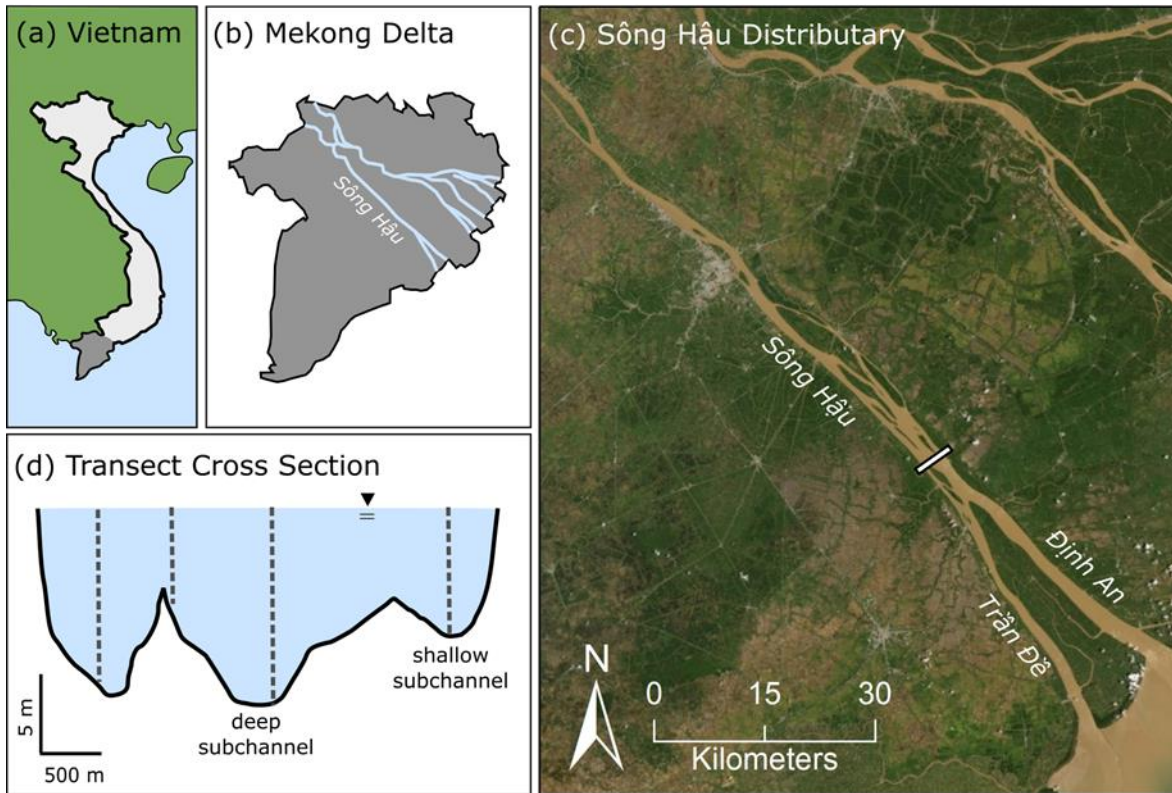 (a) Vietnam
(b) Mekong Delta
Sông Hậu
(c) Sông Hậu Distributary
Sông Hậu
Định An
Trần Đề
N
0 15 30
Kilometers
(d) Transect Cross Section
shallow
subchannel
deep
subchannel
5 m
500 m